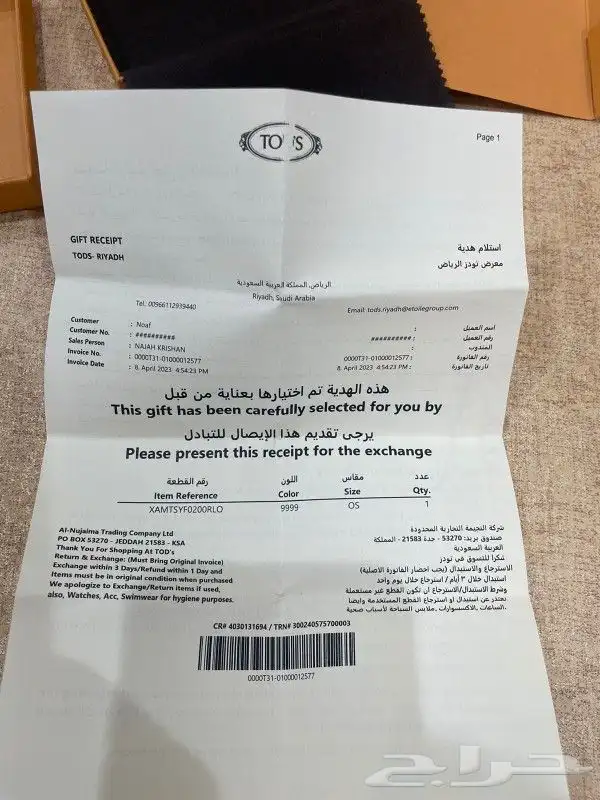 TOD'S
Page 1
GIFT RECEIPT
استلام هدية
TODS- RIYADH
معرض تودز الرياض
الرياض, المملكة العربية السعودية
Riyadh, Saudi Arabia
Tel. 00966112939440
Email: tods.riyadh@etoilegroup.com
Customer : Noaf
اسم العميل :
Customer No. : ##########
رقم العميل : ##########
Sales Person : NAJAH KRISHAN
المندوب :
Invoice No. : 0000T31-01000012577
رقم الفاتورة : 0000T31-01000012577
Invoice Date : 8. April 2023 4:54:23 PM
تاريخ الفاتورة : 8. April 2023 4:54:23 PM
هذه الهدية تم اختيارها بعناية من قبل
This gift has been carefully selected for you by
يرجى تقديم هذا الإيصال للتبادل
Please present this receipt for the exchange
رقم القطعة اللون مقاس عدد
Item Reference Color Size Qty.
XAMTSYF0200RLO 9999 OS 1
Al-Nujaima Trading Company Ltd
PO BOX 53270 - JEDDAH 21583 - KSA
Thank You For Shopping At TOD's
Return & Exchange: (Must Bring Original Invoice)
Exchange within 3 Days/Refund within 1 Day and
Items must be in original condition when purchased
We apologize to Exchange/Return items if used,
also, Watches, Acc, Swimwear for hygiene purposes.
شركة النجيمة التجارية المحدودة
صندوق بريد: 53270 - جدة 21583 - المملكة
العربية السعودية
شكرا للتسوق في تودز
الاسترجاع والاستبدال (يجب احضار الفاتورة الاصلية)
استبدال خلال ٣ أيام / استرجاع خلال يوم واحد
وشرط الاستبدال/الاسترجاع ان تكون القطع غير مستعملة
نعتذر عن استبدال او استرجاع القطع المستخدمة وايضا
الساعات, الاكسسوارات, ملابس السباحة لأسباب صحية.
CR# 4030131694 / TRN# 300240575700003
0000T31-01000012577
حراج